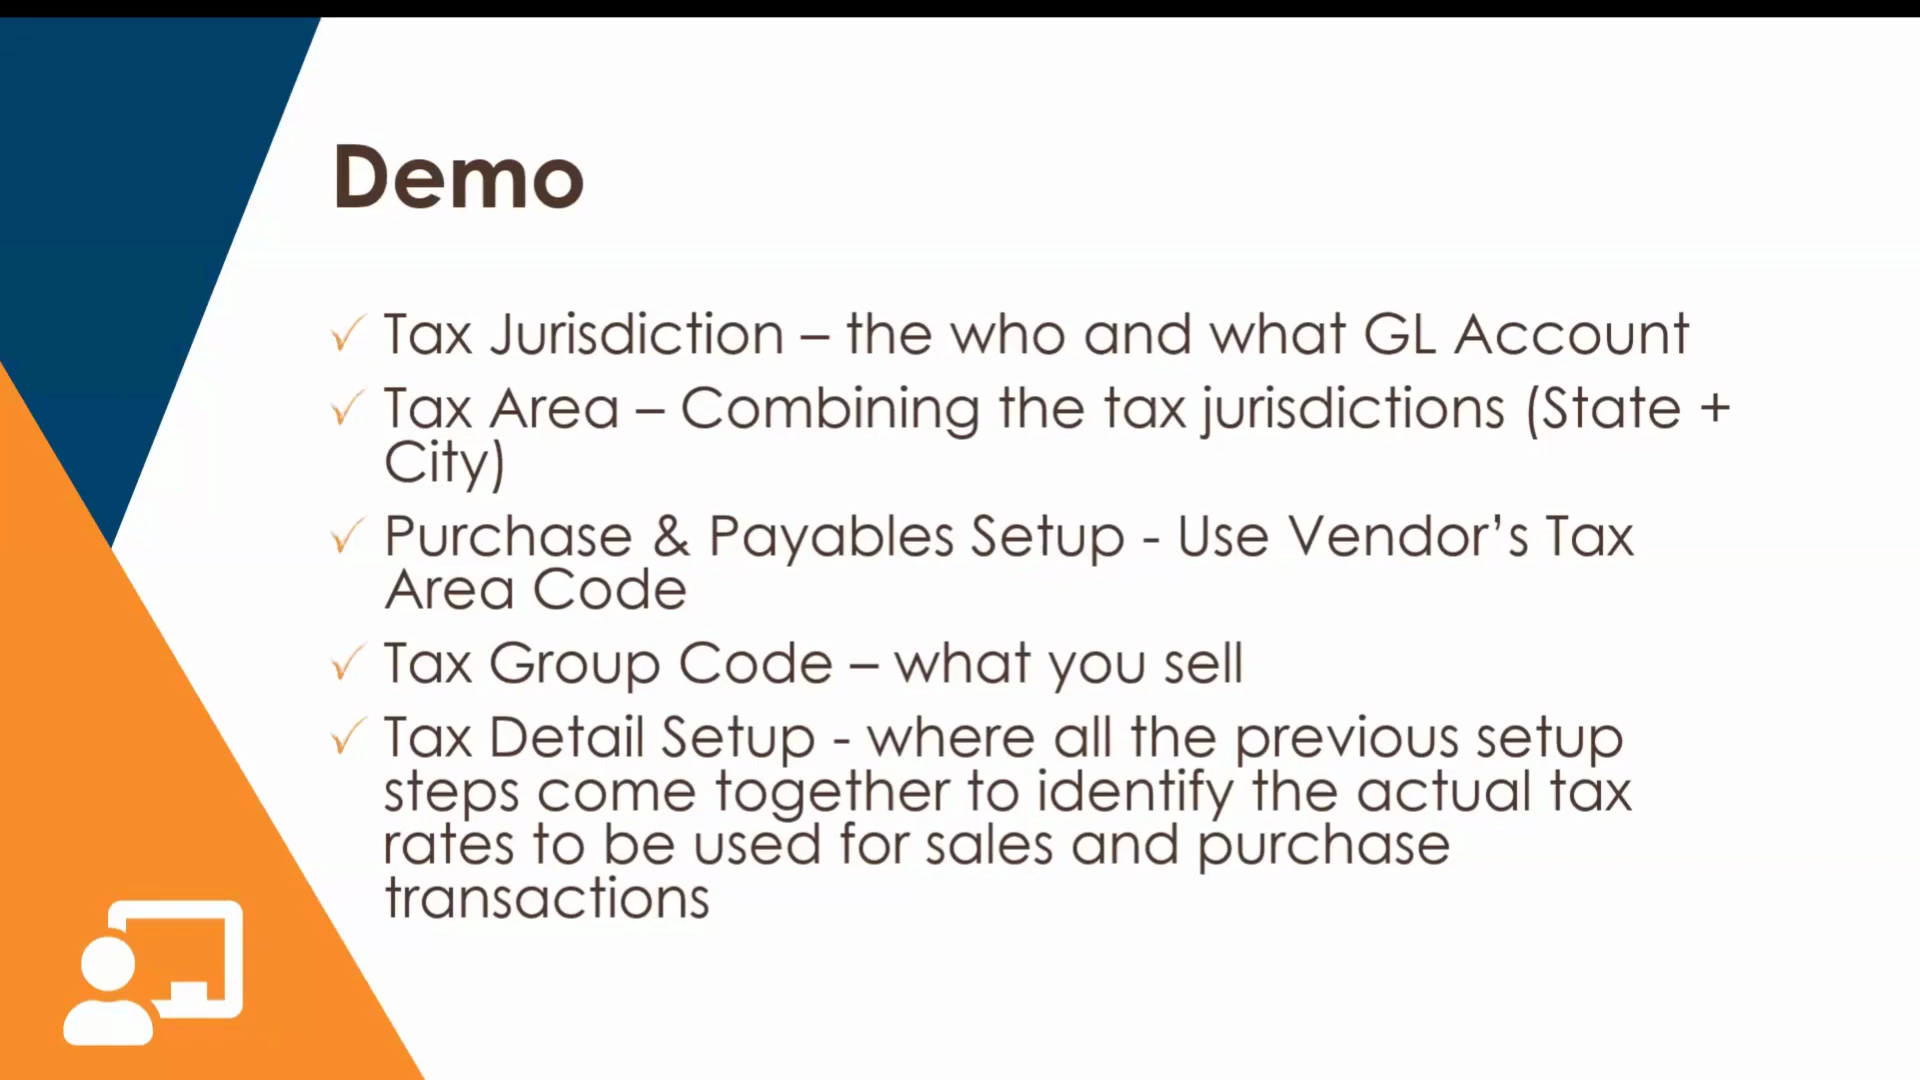 Demo
Tax Jurisdiction – the who and what GL Account
Tax Area – Combining the tax jurisdictions (State +
City)
Purchase & Payables Setup - Use Vendor’s Tax
Area Code
Tax Group Code – what you sell
Tax Detail Setup - where all the previous setup
steps come together to identify the actual tax
rates to be used for sales and purchase
transactions